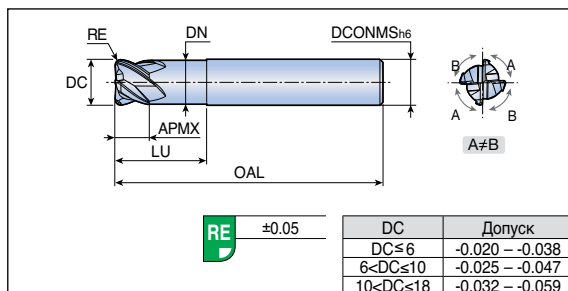 RE
DN
DCONMSh6
DC
APMX
LU
OAL
B A
A B
A≠B
RE ±0.05
DC Допуск
DC≤6 -0.020 – -0.038
6<DC≤10 -0.025 – -0.047
10<DC≤18 -0.032 – -0.059